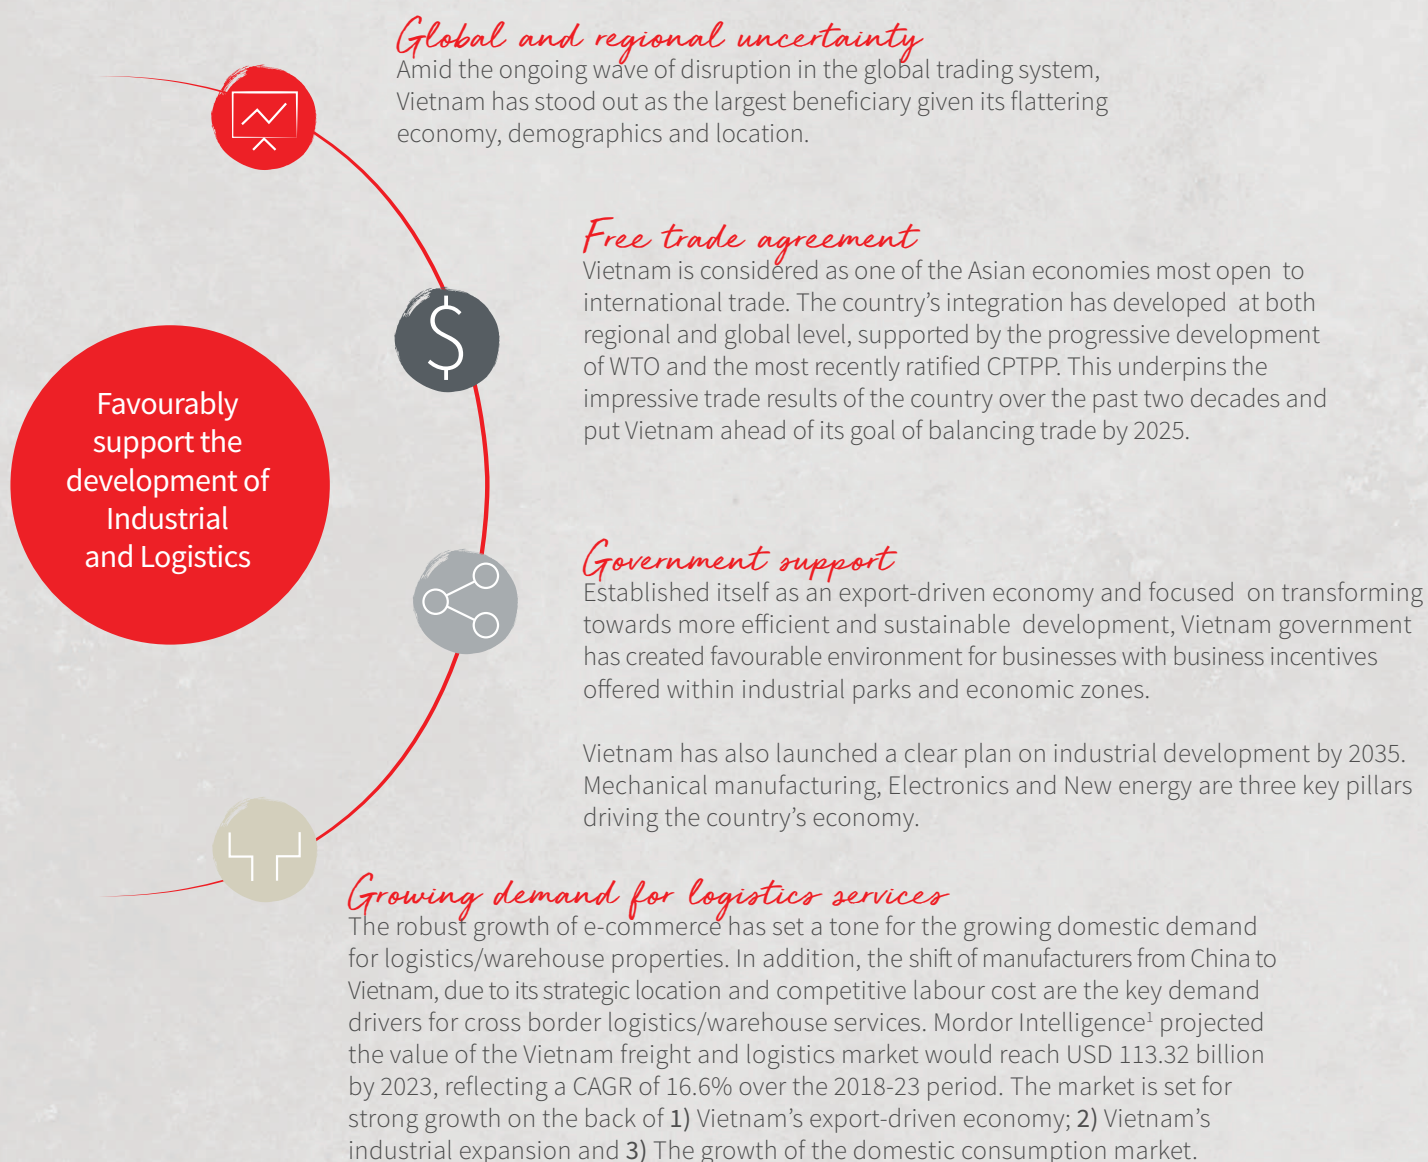 Global and regional uncertainty
Amid the ongoing wave of disruption in the global trading system,
Vietnam has stood out as the largest beneficiary given its flattering
economy, demographics and location.
Free trade agreement
Vietnam is considered as one of the Asian economies most open to
international trade. The country's integration has developed at both
regional and global level, supported by the progressive development
of WTO and the most recently ratified CPTPP. This underpins the
impressive trade results of the country over the past two decades and
put Vietnam ahead of its goal of balancing trade by 2025.
Favourably
support the
development of
Industrial
and Logistics
Government support
Established itself as an export-driven economy and focused on transforming
towards more efficient and sustainable development, Vietnam government
has created favourable environment for businesses with business incentives
offered within industrial parks and economic zones.
Vietnam has also launched a clear plan on industrial development by 2035.
Mechanical manufacturing, Electronics and New energy are three key pillars
driving the country's economy.
Growing demand for logistics services
The robust growth of e-commerce has set a tone for the growing domestic demand
for logistics/warehouse properties. In addition, the shift of manufacturers from China to
Vietnam, due to its strategic location and competitive labour cost are the key demand
drivers for cross border logistics/warehouse services. Mordor Intelligence¹ projected
the value of the Vietnam freight and logistics market would reach USD 113.32 billion
by 2023, reflecting a CAGR of 16.6% over the 2018-23 period. The market is set for
strong growth on the back of 1) Vietnam's export-driven economy; 2) Vietnam's
industrial expansion and 3) The growth of the domestic consumption market.